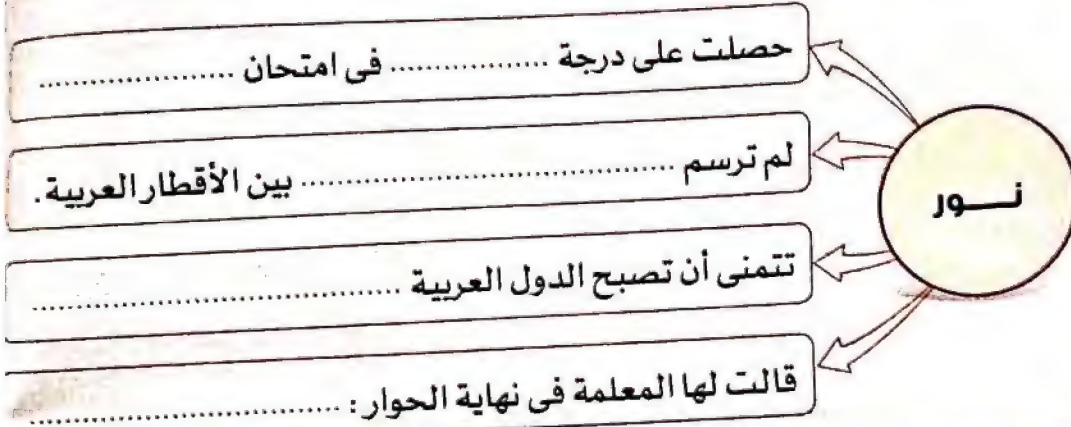 حصلت على درجة .................. فى امتحان ........................
لم ترسم ........................................ بين الأقطار العربية.
تتمنى أن تصبح الدول العربية ........................................
قالت لها المعلمة فى نهاية الحوار: ....................................
نـــور